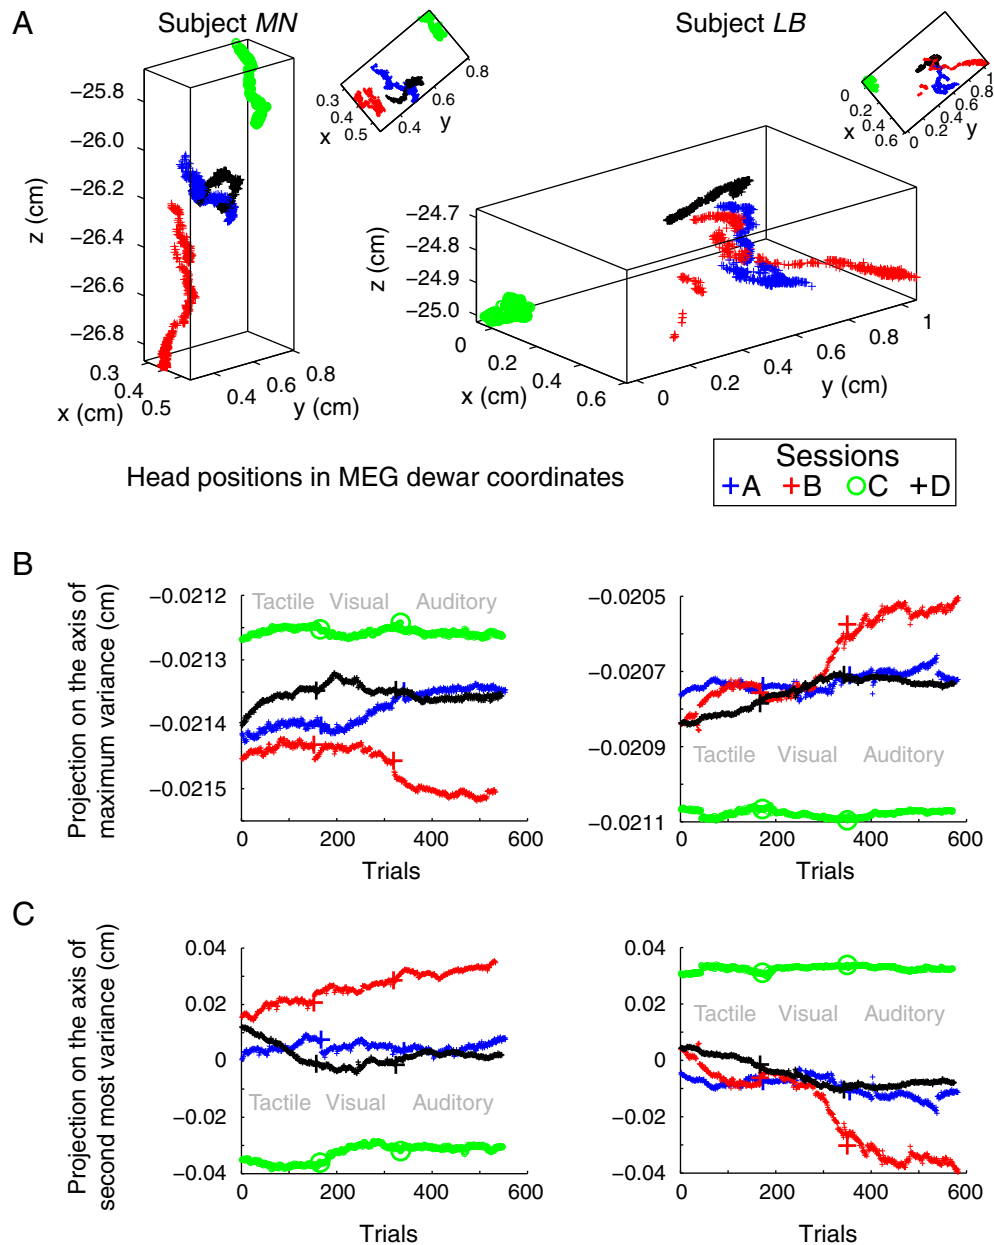 A
Subject MN
Subject LB
z (cm)
−25.8
−26.0
−26.2
−26.4
−26.6
−26.8
0.3
0.4
0.5
x (cm)
0.4
0.6
0.8
y (cm)
0.3
0.4
0.5
x
0.4
0.6
0.8
y
z (cm)
−24.7
−24.8
−24.9
−25.0
0
0.2
0.4
0.6
x (cm)
0
0.2
0.4
0.6
0.8
1
y (cm)
0
0.2
0.4
0.6
x
0
0.2
0.4
0.6
0.8
1
y
Head positions in MEG dewar coordinates
Sessions
+A +B C +D
B
Projection on the axis of
maximum variance (cm)
−0.0212
−0.0213
−0.0214
−0.0215
Tactile Visual Auditory
0 200 400 600
Trials
−0.0205
−0.0207
−0.0209
−0.0211
Tactile Visual Auditory
0 200 400 600
Trials
C
Projection on the axis of
second most variance (cm)
0.04
0.02
0
−0.02
−0.04
Tactile Visual Auditory
0 200 400 600
Trials
0.04
0.02
0
−0.02
−0.04
Tactile Visual Auditory
0 200 400 600
Trials